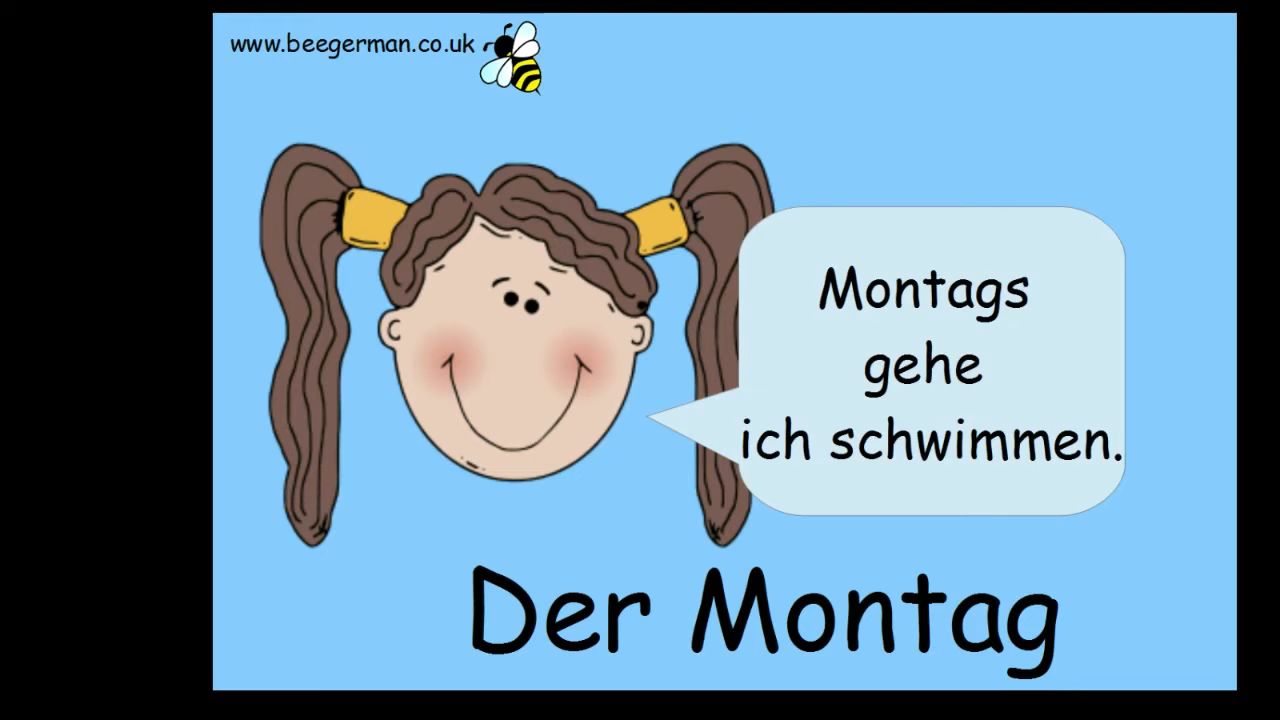 www.beegerman.co.uk
Montags
gehe
ich schwimmen.
Der Montag